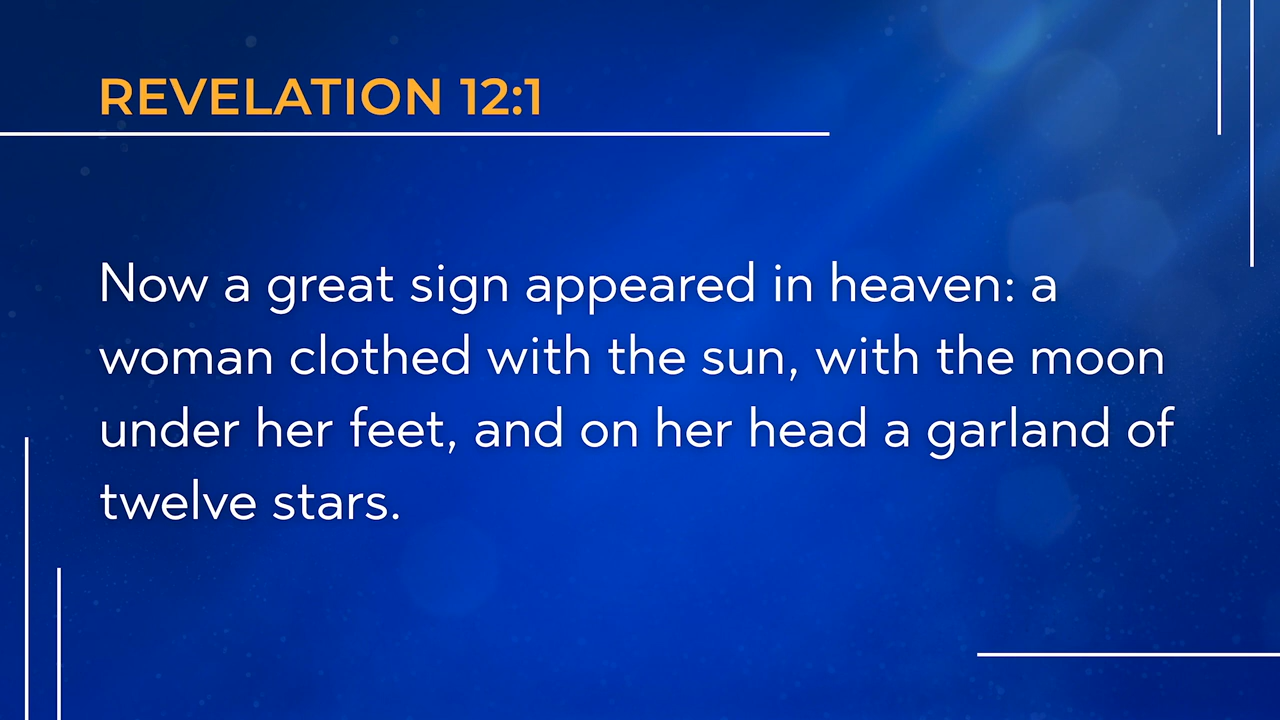 REVELATION 12:1
Now a great sign appeared in heaven: a
woman clothed with the sun, with the moon
under her feet, and on her head a garland of
twelve stars.